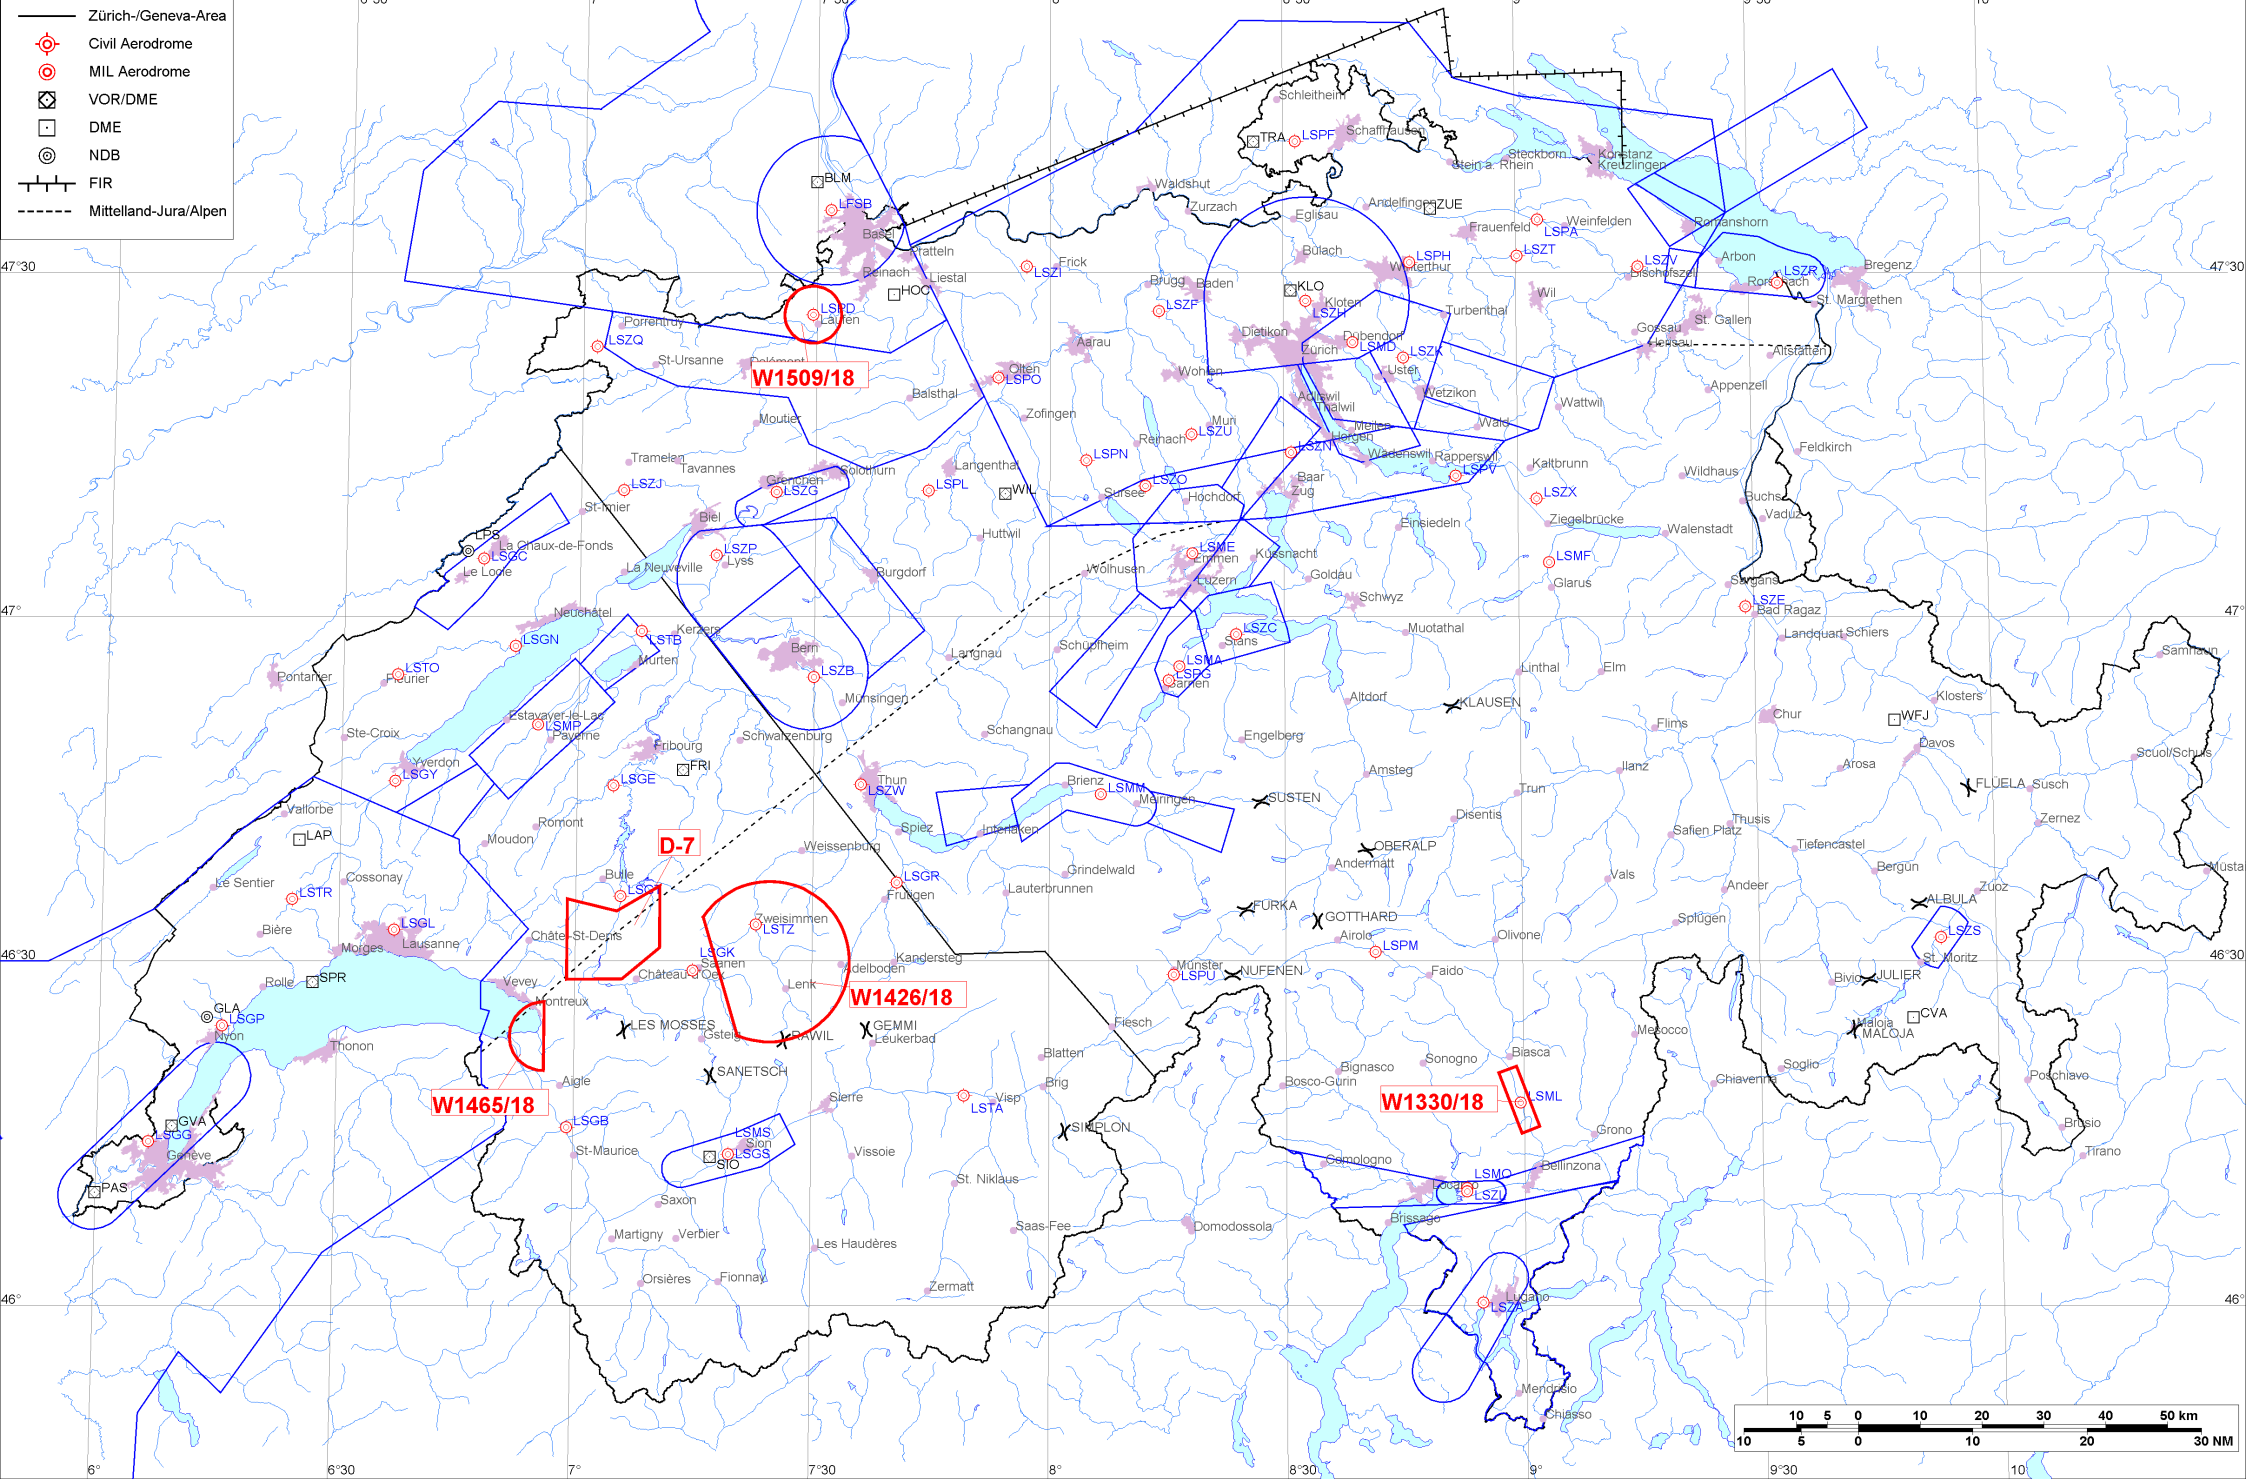 Zürich-/Geneva-Area
Civil Aerodrome
MIL Aerodrome
VOR/DME
DME
NDB
FIR
Mittelland-Jura/Alpen
Schleitheim
TRA
LSPF
Schaffhausen
Stein a. Rhein
Steckborn
Konstanz
Kreuzlingen
BLM
LFSB
Basel
Waldshut
Zurzach
Eglisau
Andelfingen
ZUE
Frauenfeld
LSPA
Weinfelden
Romanshorn
Pratteln
Reinach
Liestal
HOC
LSZI
Frick
Bülach
LSPH
Winterthur
LSZT
LSZV
Bischofszell
Arbon
LSZR
Rorschach
Bregenz
St. Margrethen
47°30
47°30
LSPD
Laufen
Brugg
Baden
LSZF
KLO
Kloten
LSZH
Turbenthal
Wil
Gossau
St. Gallen
Herisau
Altstätten
Porrentruy
LSZQ
St-Ursanne
Delémont
W1509/18
Aarau
Dietikon
Zürich
Dübendorf
LSMD
LSZK
Uster
Olten
LSPO
Wohlen
Balsthal
Wetzikon
Appenzell
Adliswil
Thalwil
Moutier
Zofingen
Muri
LSZU
Reinach
Meilen
Horgen
Wald
Wattwil
Feldkirch
Tramelan
Tavannes
Solothurn
Grenchen
LSZG
LSZJ
Langenthal
LSPL
WIL
LSPN
LSZN
Wädenswil
Rapperswil
LSPV
Kaltbrunn
Wildhaus
LSZO
Sursee
Hochdorf
Baar
Zug
LSZX
Buchs
Vaduz
St-Imier
Biel
Einsiedeln
Ziegelbrücke
Walenstadt
LPS
LSGC
La Chaux-de-Fonds
Le Locle
LSZP
Lyss
La Neuveville
Huttwil
Burgdorf
Wolhusen
LSME
Emmen
Luzern
Küssnacht
Goldau
Schwyz
LSMF
Glarus
Sargans
LSZE
Bad Ragaz
47°
47°
Neuchâtel
LSGN
LSTB
Kerzers
Murten
Bern
LSZB
Langnau
Schüpfheim
LSZC
Stans
LSMA
LSPG
Sarnen
Muotathal
Landquart
Schiers
Samnaun
Pontarlier
LSTO
Fleurier
Münsingen
Linthal
Elm
Altdorf
KLAUSEN
Klosters
Estavayer-le-Lac
LSMP
Payerne
Ste-Croix
Fribourg
Schwarzenburg
Schangnau
Engelberg
Flims
Chur
WFJ
Davos
Scuol/Schuls
LSGY
Yverdon
FRI
LSGE
Thun
LSZW
Brienz
LSMM
Meiringen
Amsteg
SUSTEN
Ilanz
Arosa
Trun
FLÜELA
Susch
Vallorbe
LAP
Romont
Moudon
Spiez
Interlaken
Disentis
Safien Platz
Thusis
Zernez
D-7
Weissenburg
OBERALP
Andermatt
Tiefencastel
Bergün
Le Sentier
Cossonay
LSTR
Bulle
LSGR
Frutigen
Grindelwald
Lauterbrunnen
Vals
Andeer
Zuoz
ALBULA
Zweisimmen
LSTZ
FURKA
GOTTHARD
Splügen
Bière
LSGL
Lausanne
Morges
Châtel-St-Denis
Airolo
LSPM
Olivone
LSZS
St. Moritz
46°30
46°30
LSGK
Saanen
Château-d'Oex
Adelboden
Kandersteg
Münster
LSPU
NUFENEN
Faido
Bivio
JULIER
SPR
Rolle
Vevey
Montreux
Lenk
W1426/18
GLA
LSGP
Nyon
LES MOSSES
Gsteig
RAWIL
GEMMI
Leukerbad
Fiesch
Mesocco
Maloja
MALOJA
CVA
Thonon
Blatten
Bignasco
Sonogno
Biasca
Soglio
Aigle
SANETSCH
Brig
Bosco-Gurin
Chiavenna
Poschiavo
W1465/18
Sierre
LSTA
Visp
W1330/18
LSML
GVA
LSGG
Genève
LSGB
LSMS
Sion
LSGS
SIO
SIMPLON
Grono
Brusio
St-Maurice
Vissoie
Comologno
Bellinzona
Tirano
PAS
Saxon
St. Niklaus
LSMO
Locarno
LSZL
Martigny
Verbier
Les Haudères
Saas-Fee
Domodossola
Brissago
Orsières
Fionnay
Zermatt
46°
46°
LSZA
Lugano
Mendrisio
Chiasso
10 5 0 10 20 30 40 50 km
10 5 0 10 20 30 NM
6° 6°30 7° 7°30 8° 8°30 9° 9°30 10